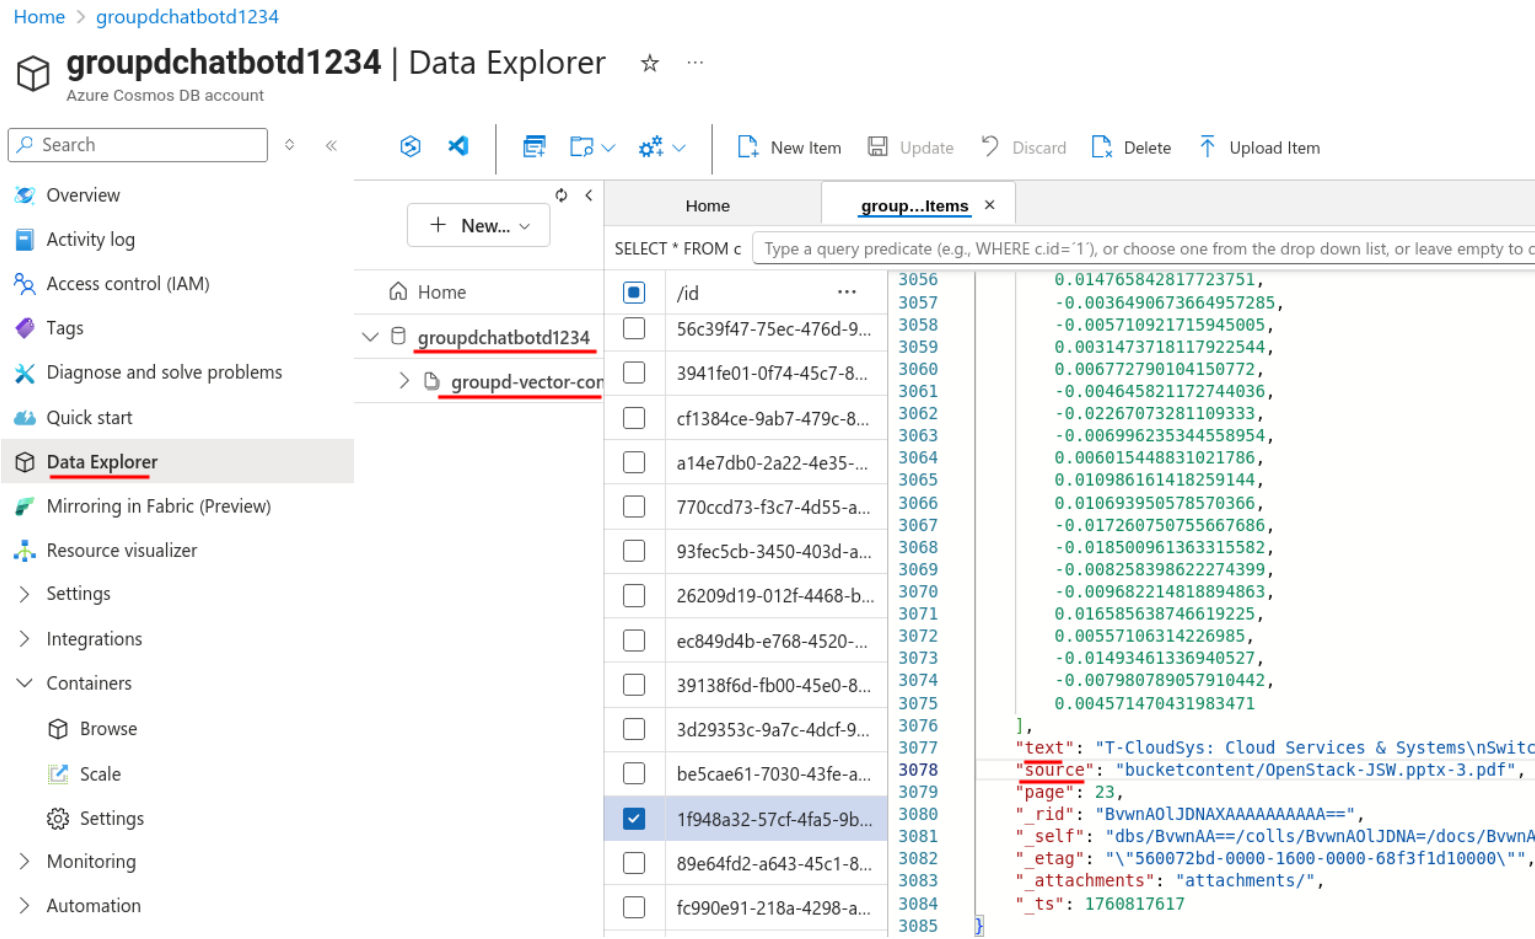 Home > groupdchatbotd1234
groupdchatbotd1234 | Data Explorer
Azure Cosmos DB account
Search
New Item
Update
Discard
Delete
Upload Item
Overview
Activity log
Access control (IAM)
Tags
Diagnose and solve problems
Quick start
Data Explorer
Mirroring in Fabric (Preview)
Resource visualizer
Settings
Integrations
Containers
Browse
Scale
Settings
Monitoring
Automation
+ New...
Home
groupdchatbotd1234
groupd-vector-con
Home
group...Items
SELECT * FROM c
Type a query predicate (e.g., WHERE c.id=´1´), or choose one from the drop down list, or leave empty to
/id ...
56c39f47-75ec-476d-9...
3941fe01-0f74-45c7-8...
cf1384ce-9ab7-479c-8...
a14e7db0-2a22-4e35-...
770ccd73-f3c7-4d55-a...
93fec5cb-3450-403d-a...
26209d19-012f-4468-b...
ec849d4b-e768-4520-...
39138f6d-fb00-45e0-8...
3d29353c-9a7c-4dcf-9...
be5cae61-7030-43fe-a...
1f948a32-57cf-4fa5-9b...
89e64fd2-a643-45c1-8...
fc990e91-218a-4298-a...
3056 0.014765842817723751,
3057 -0.0036490673664957285,
3058 -0.005710921715945005,
3059 0.0031473718117922544,
3060 0.006772790104150772,
3061 -0.004645821172744036,
3062 -0.02267073281109333,
3063 -0.006996235344558954,
3064 0.006015448831021786,
3065 0.010986161418259144,
3066 0.010693950578570366,
3067 -0.017260750755667686,
3068 -0.018500961363315582,
3069 -0.008258398622274399,
3070 -0.009682214818894863,
3071 0.016585638746619225,
3072 0.00557106314226985,
3073 -0.01493461336940527,
3074 -0.007980789057910442,
3075 0.004571470431983471
3076 ],
3077 "text": "T-CloudSys: Cloud Services & Systems\nSwitc
3078 "source": "bucketcontent/OpenStack-JSW.pptx-3.pdf",
3079 "page": 23,
3080 "_rid": "BvwnAOlJDNAXAAAAAAAAAA==",
3081 "_self": "dbs/BvwnAA==/colls/BvwnAOlJDNA=/docs/BvwnA
3082 "_etag": "\"560072bd-0000-1600-0000-68f3f1d10000\"",
3083 "_attachments": "attachments/",
3084 "_ts": 1760817617
3085 }